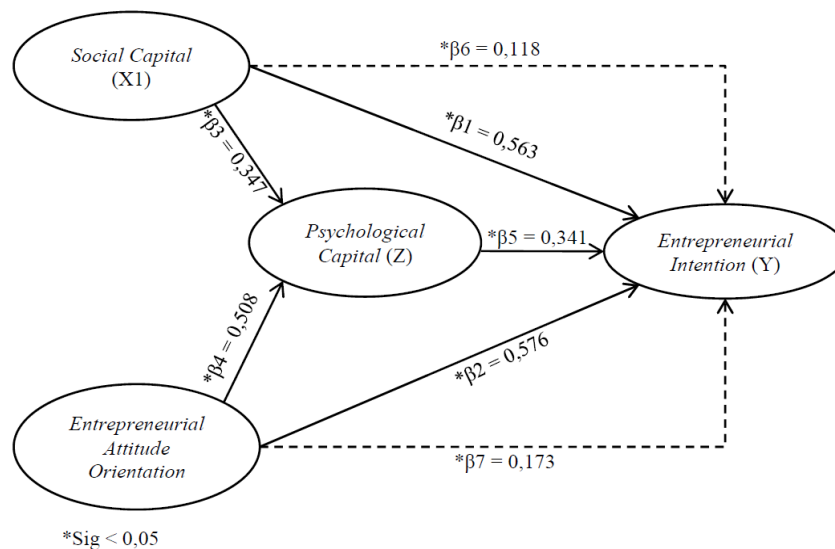 Social Capital
(X1)
*β6 = 0,118
*β1 = 0,563
*β3 = 0,347
Psychological
Capital (Z)
*β5 = 0,341
Entrepreneurial
Intention (Y)
*β4 = 0,508
*β2 = 0,576
Entrepreneurial
Attitude
Orientation
*β7 = 0,173
*Sig < 0,05